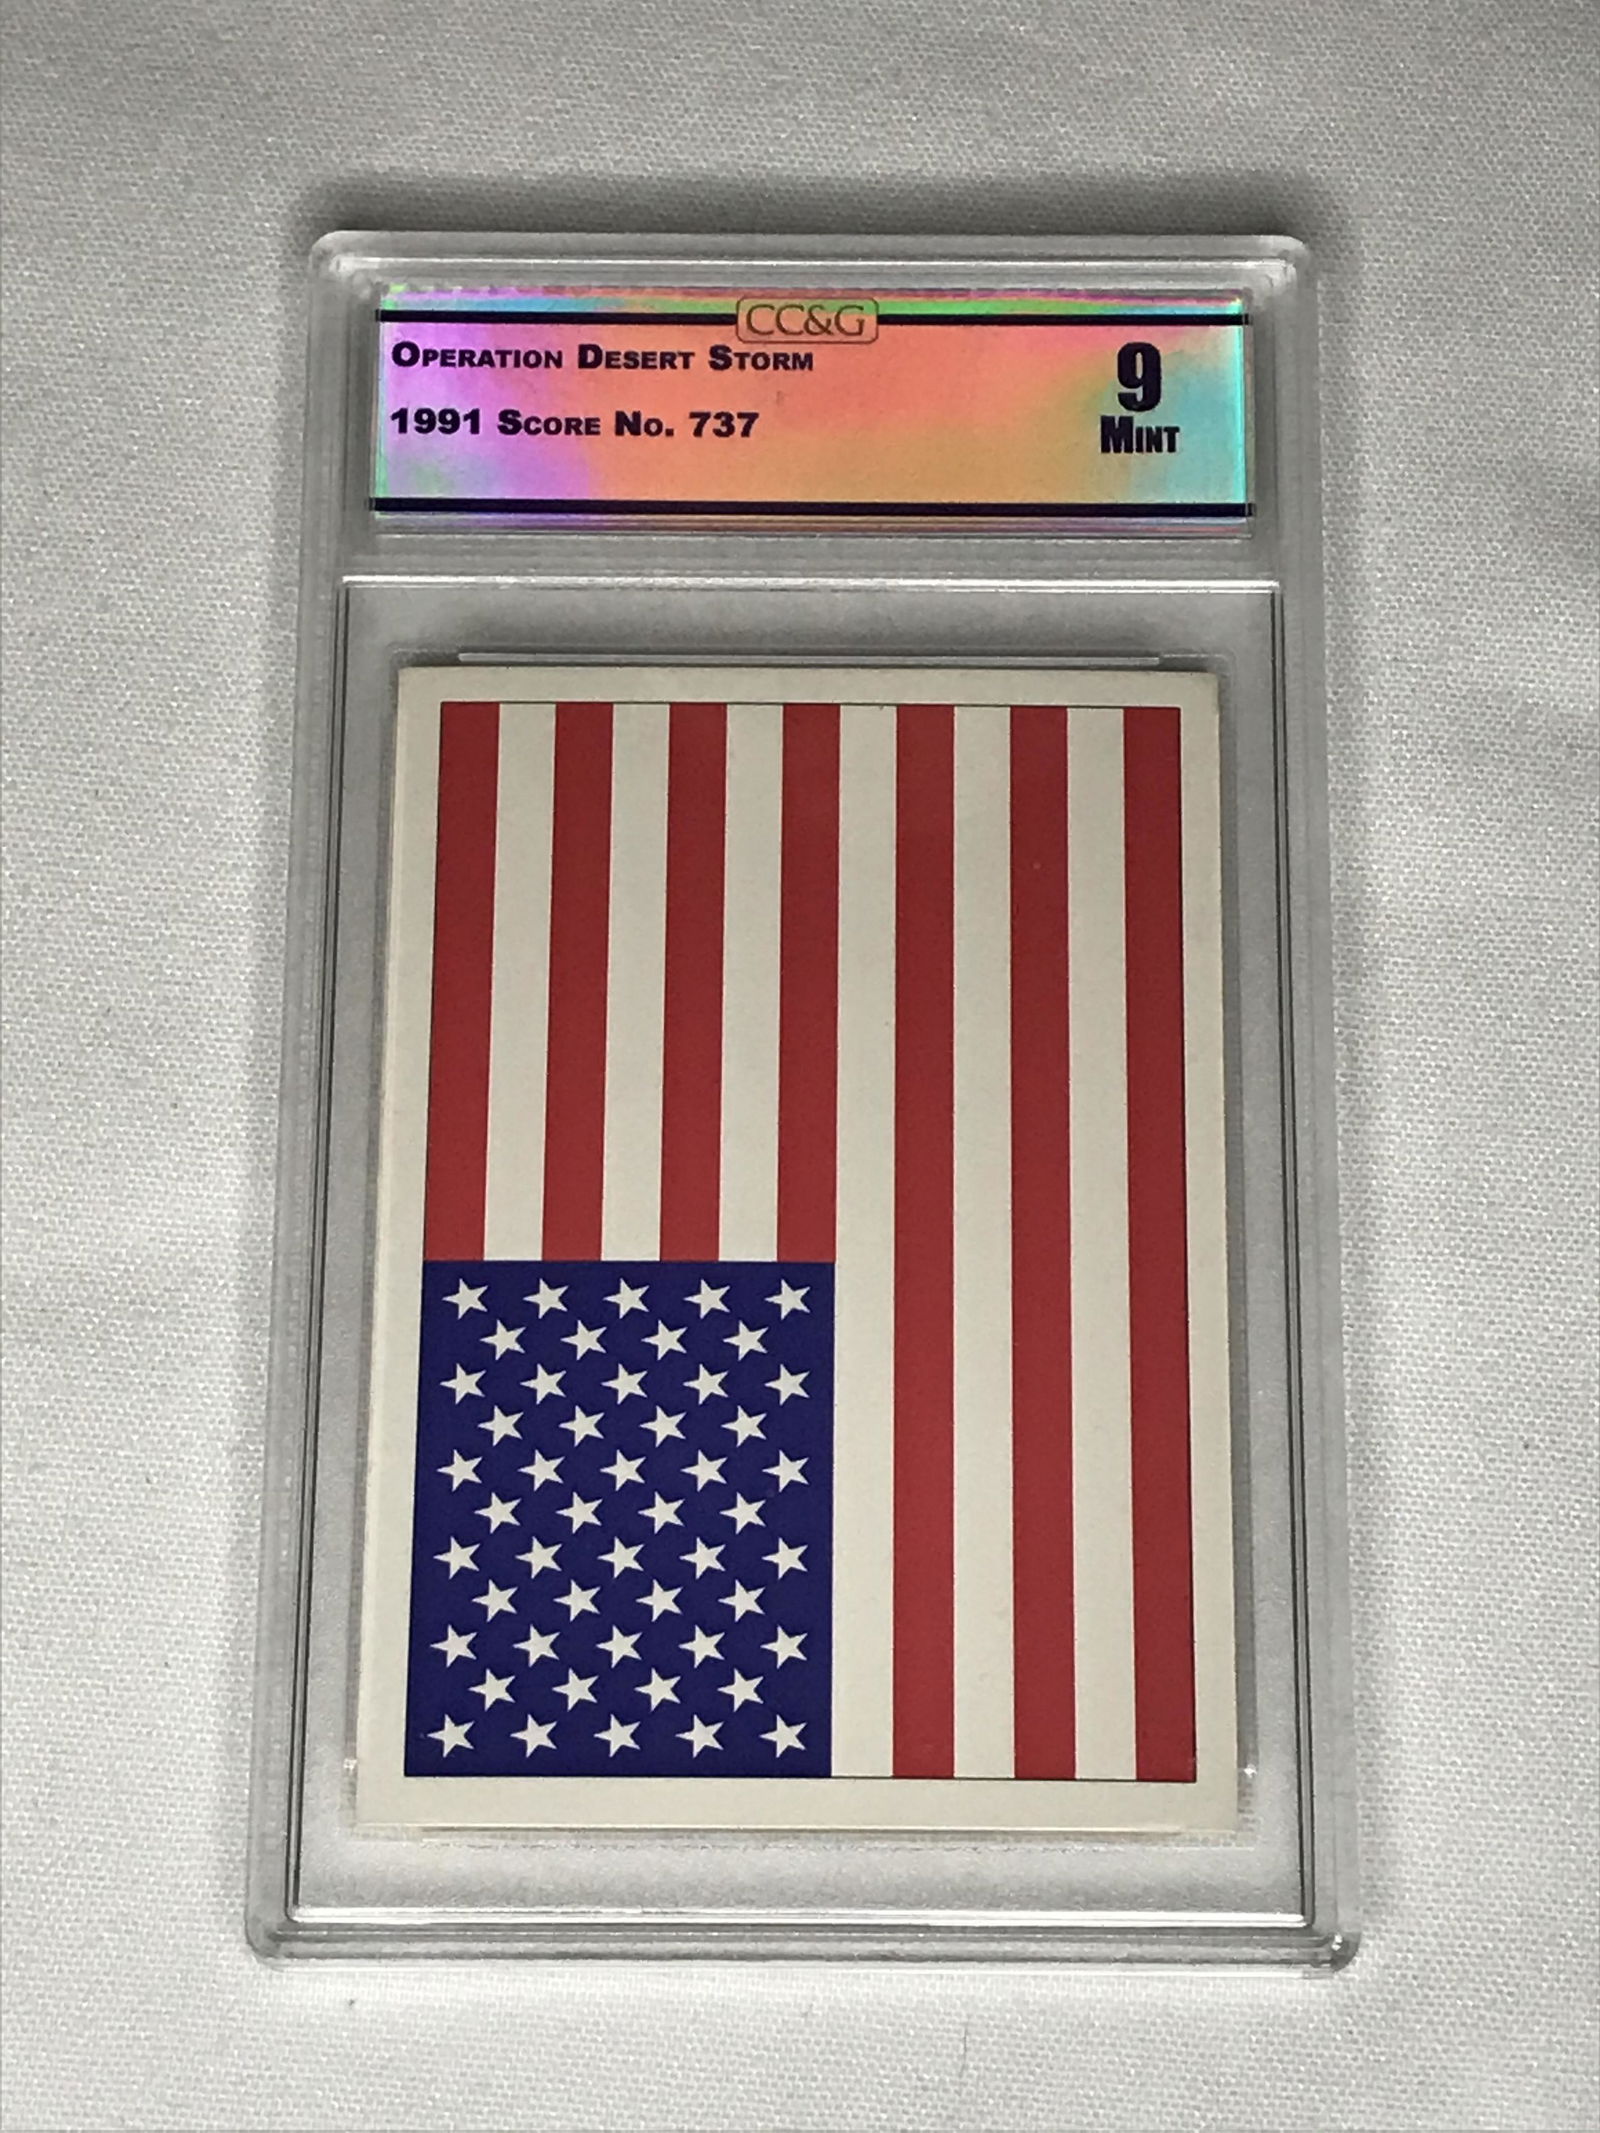 CC&G
Operation Desert Storm
9
1991 Score No. 737
Mint